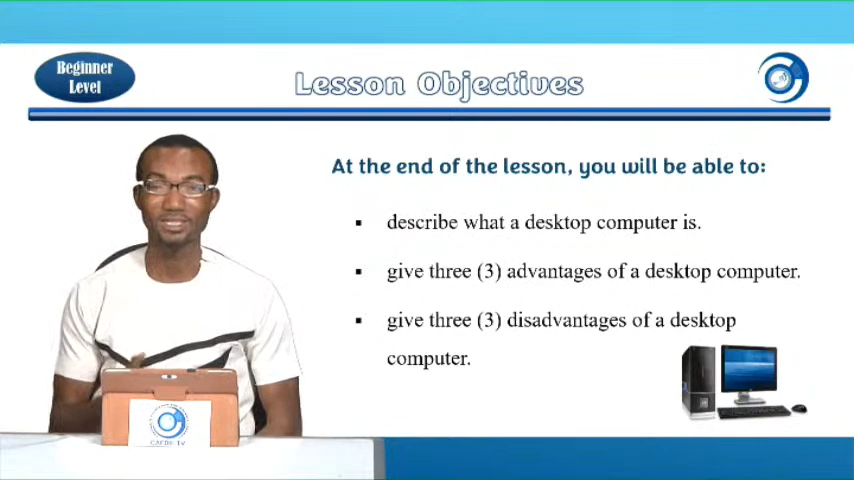 Beginner
Level
Lesson Objectives
At the end of the lesson, you will be able to:
▪ describe what a desktop computer is.
▪ give three (3) advantages of a desktop computer.
▪ give three (3) disadvantages of a desktop
computer.